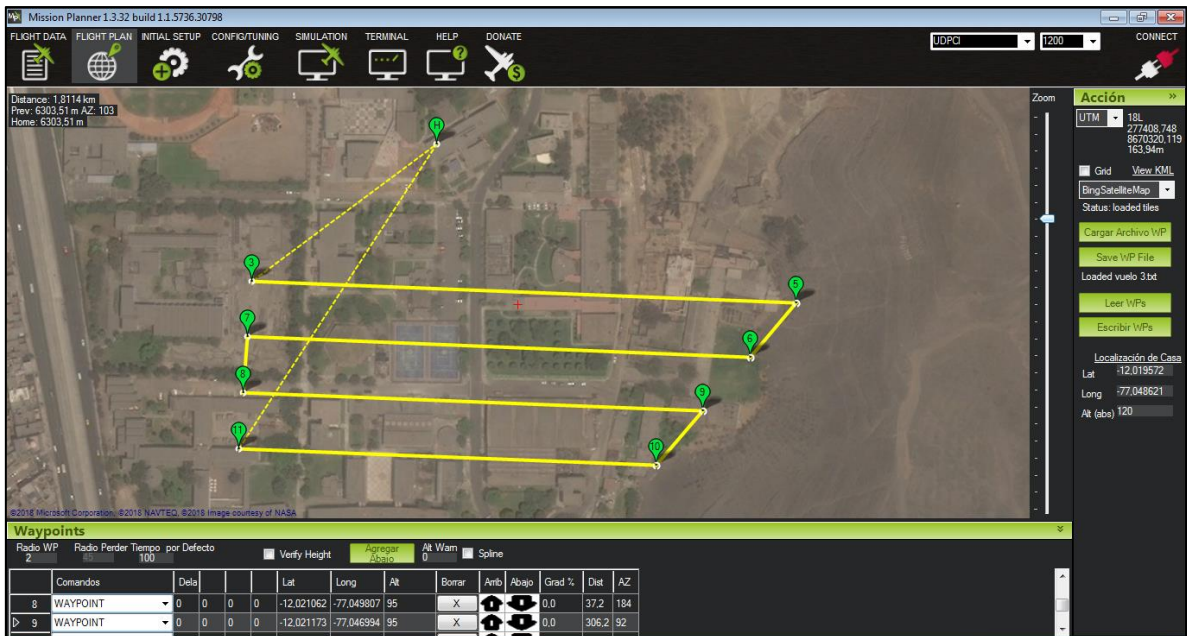 Mission Planner 1.3.32 build 1.1.5736.30798
FLIGHT DATA FLIGHT PLAN INITIAL SETUP CONFIG/TUNING SIMULATION TERMINAL HELP DONATE
UDPCl 1200 CONNECT
Distance: 1,8114 km
Prev: 6303,51 m AZ: 103
Home: 6303,51 m
H
3
5
7
6
8
9
11
10
©2018 Microsoft Corporation, ©2018 NAVTEQ, ©2018 Image courtesy of NASA
Zoom
Acción »
UTM 18L
277408,748
8670320,119
163,94m
Grid View KML
BingSatelliteMap
Status: loaded tiles
Cargar Archivo WP
Save WP File
Loaded vuelo 3.txt
Leer WPs
Escribir WPs
Localización de Casa
Lat -12,019572
Long -77,048621
Alt (abs) 120
Waypoints
Radio WP Radio Perder Tiempo por Defecto
2 45 100 Verify Height Agregar Abajo Alt Warn 0 Spline
Comandos Dela Lat Long Alt Borrar Arrib Abajo Grad % Dist AZ
8 WAYPOINT 0 0 0 0 -12,021062 -77,049807 95 X 0,0 37,2 184
9 WAYPOINT 0 0 0 0 -12,021173 -77,046994 95 X 0,0 306,2 92